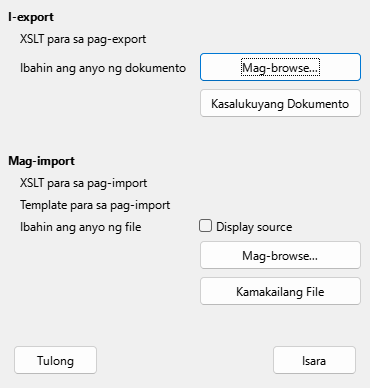 I-export
XSLT para sa pag-export
Ibahin ang anyo ng dokumento Mag-browse...
Kasalukuyang Dokumento
Mag-import
XSLT para sa pag-import
Template para sa pag-import
Ibahin ang anyo ng file Display source
Mag-browse...
Kamakailang File
Tulong Isara